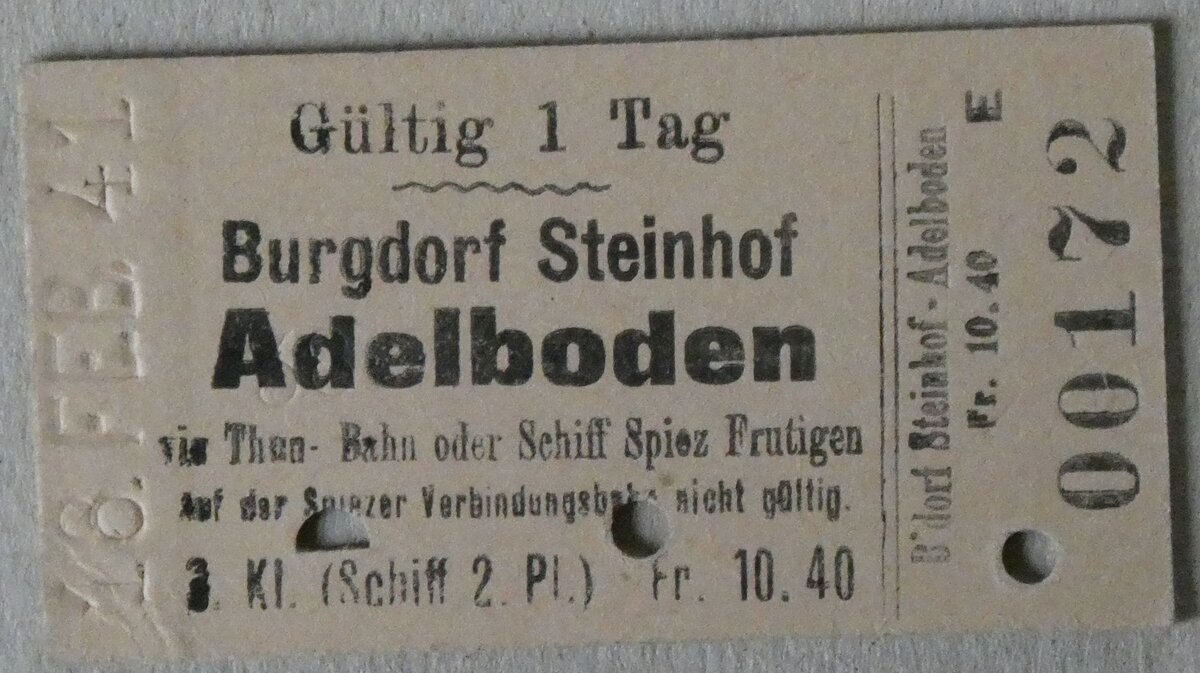 18. FEB 41
Gültig 1 Tag
Burgdorf Steinhof
Adelboden
via Thun- Bahn oder Schiff Spiez Frutigen
Auf der Spiezer Verbindungsbahn nicht gültig.
3. Kl. (Schiff 2. Pl.) Fr. 10.40
B'dorf Steinhof - Adelboden
Fr. 10.40 E
00172